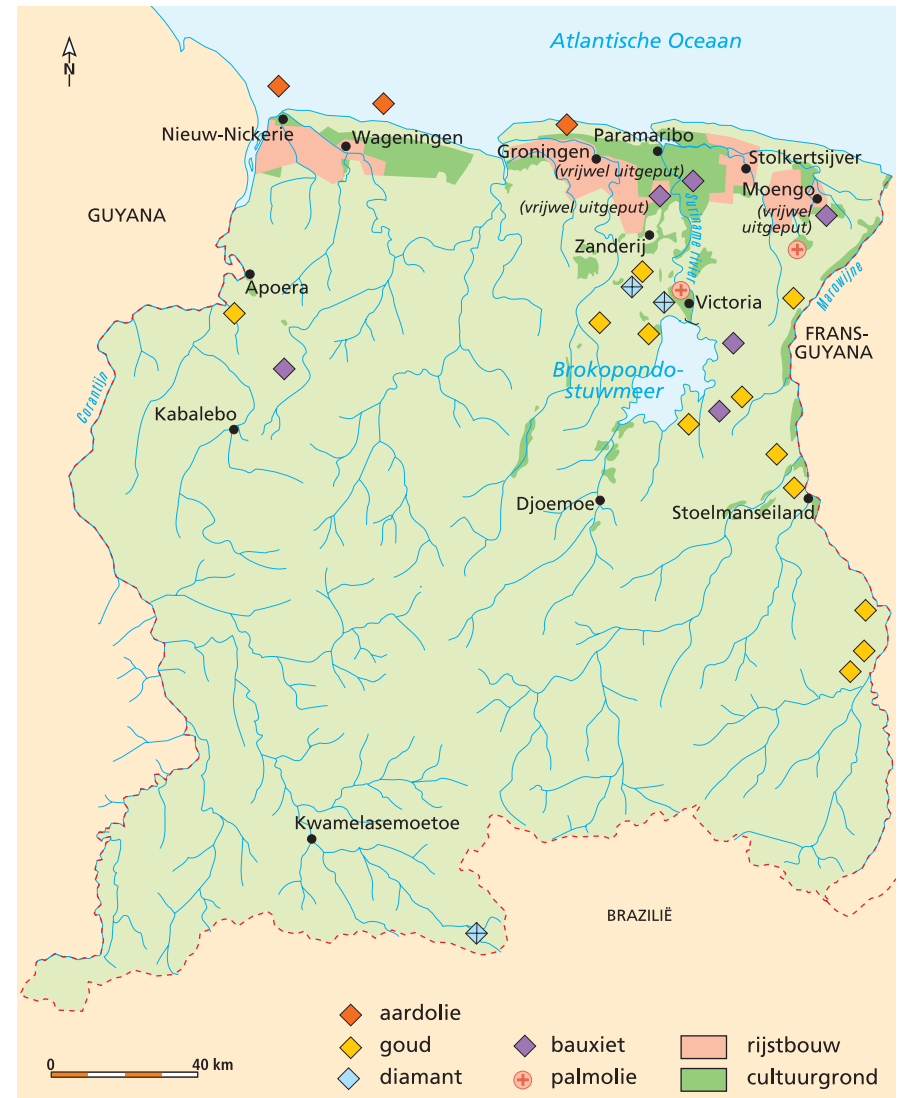 Atlantische Oceaan
N
Nieuw-Nickerie
Wageningen
Groningen
(vrijwel uitgeput)
Paramaribo
Stolkertsijver
Moengo
(vrijwel
uitgeput)
(vrijwel uitgeput)
Suriname rivier
GUYANA
Zanderij
Apoera
Victoria
Marowijne
FRANS-
GUYANA
Brokopondo-
stuwmeer
Corantijn
Kabalebo
Djoemoe
Stoelmanseiland
Kwamelasemoetoe
BRAZILIË
aardolie
goud
diamant
bauxiet
palmolie
rijstbouw
cultuurgrond
0 40 km